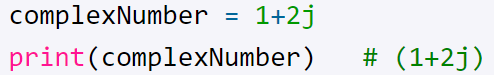 complexNumber = 1+2j
print(complexNumber)   # (1+2j)